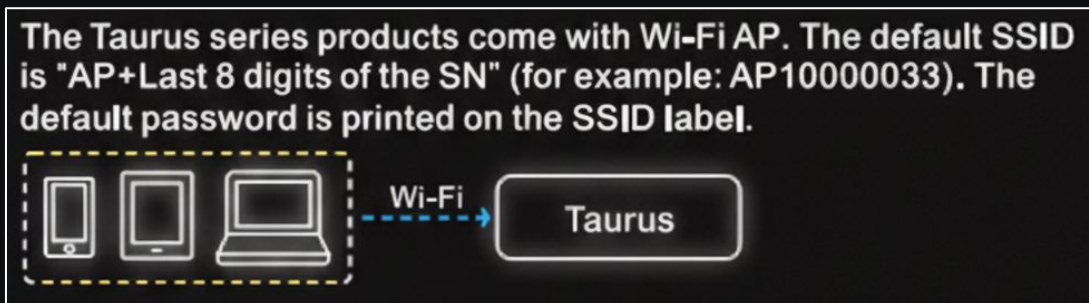 The Taurus series products come with Wi-Fi AP. The default SSID
is "AP+Last 8 digits of the SN" (for example: AP10000033). The
default password is printed on the SSID label.
Wi-Fi
Taurus